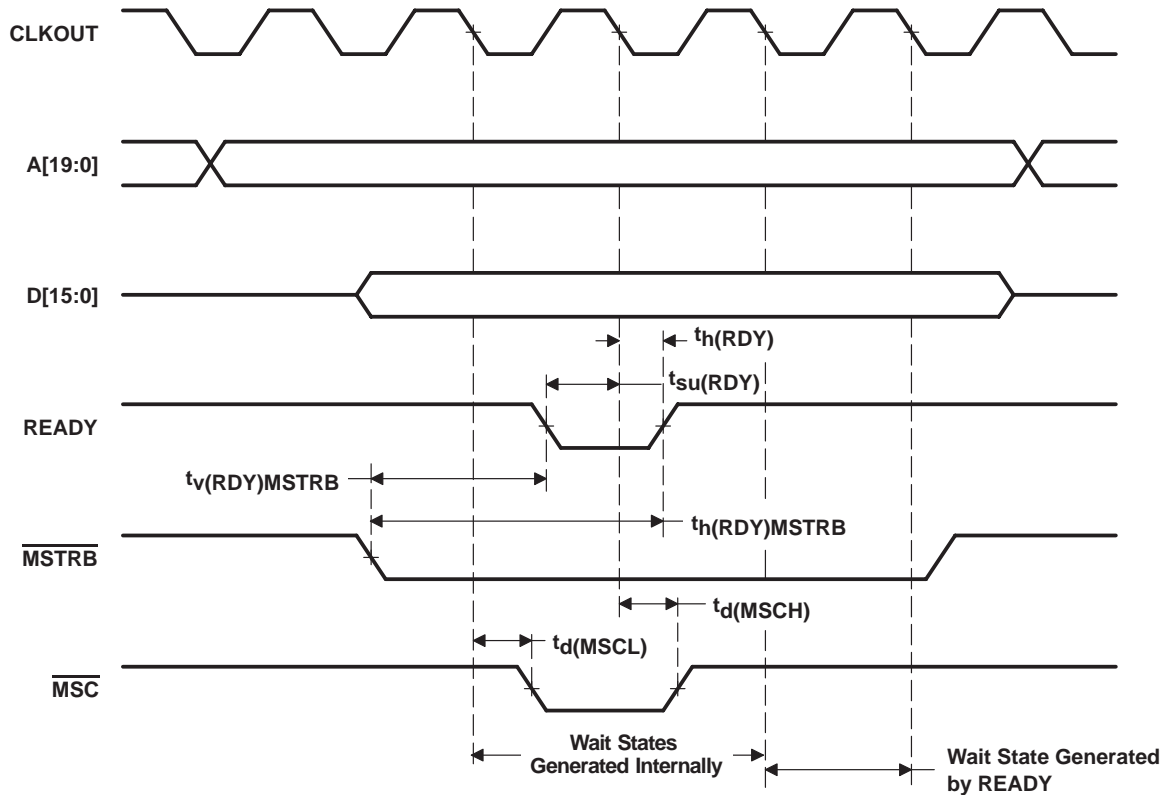 CLKOUT
A[19:0]
D[15:0]
th(RDY)
tsu(RDY)
READY
tv(RDY)MSTRB
th(RDY)MSTRB
MSTRB
td(MSCH)
td(MSCL)
MSC
Wait States
Generated Internally
Wait State Generated
by READY